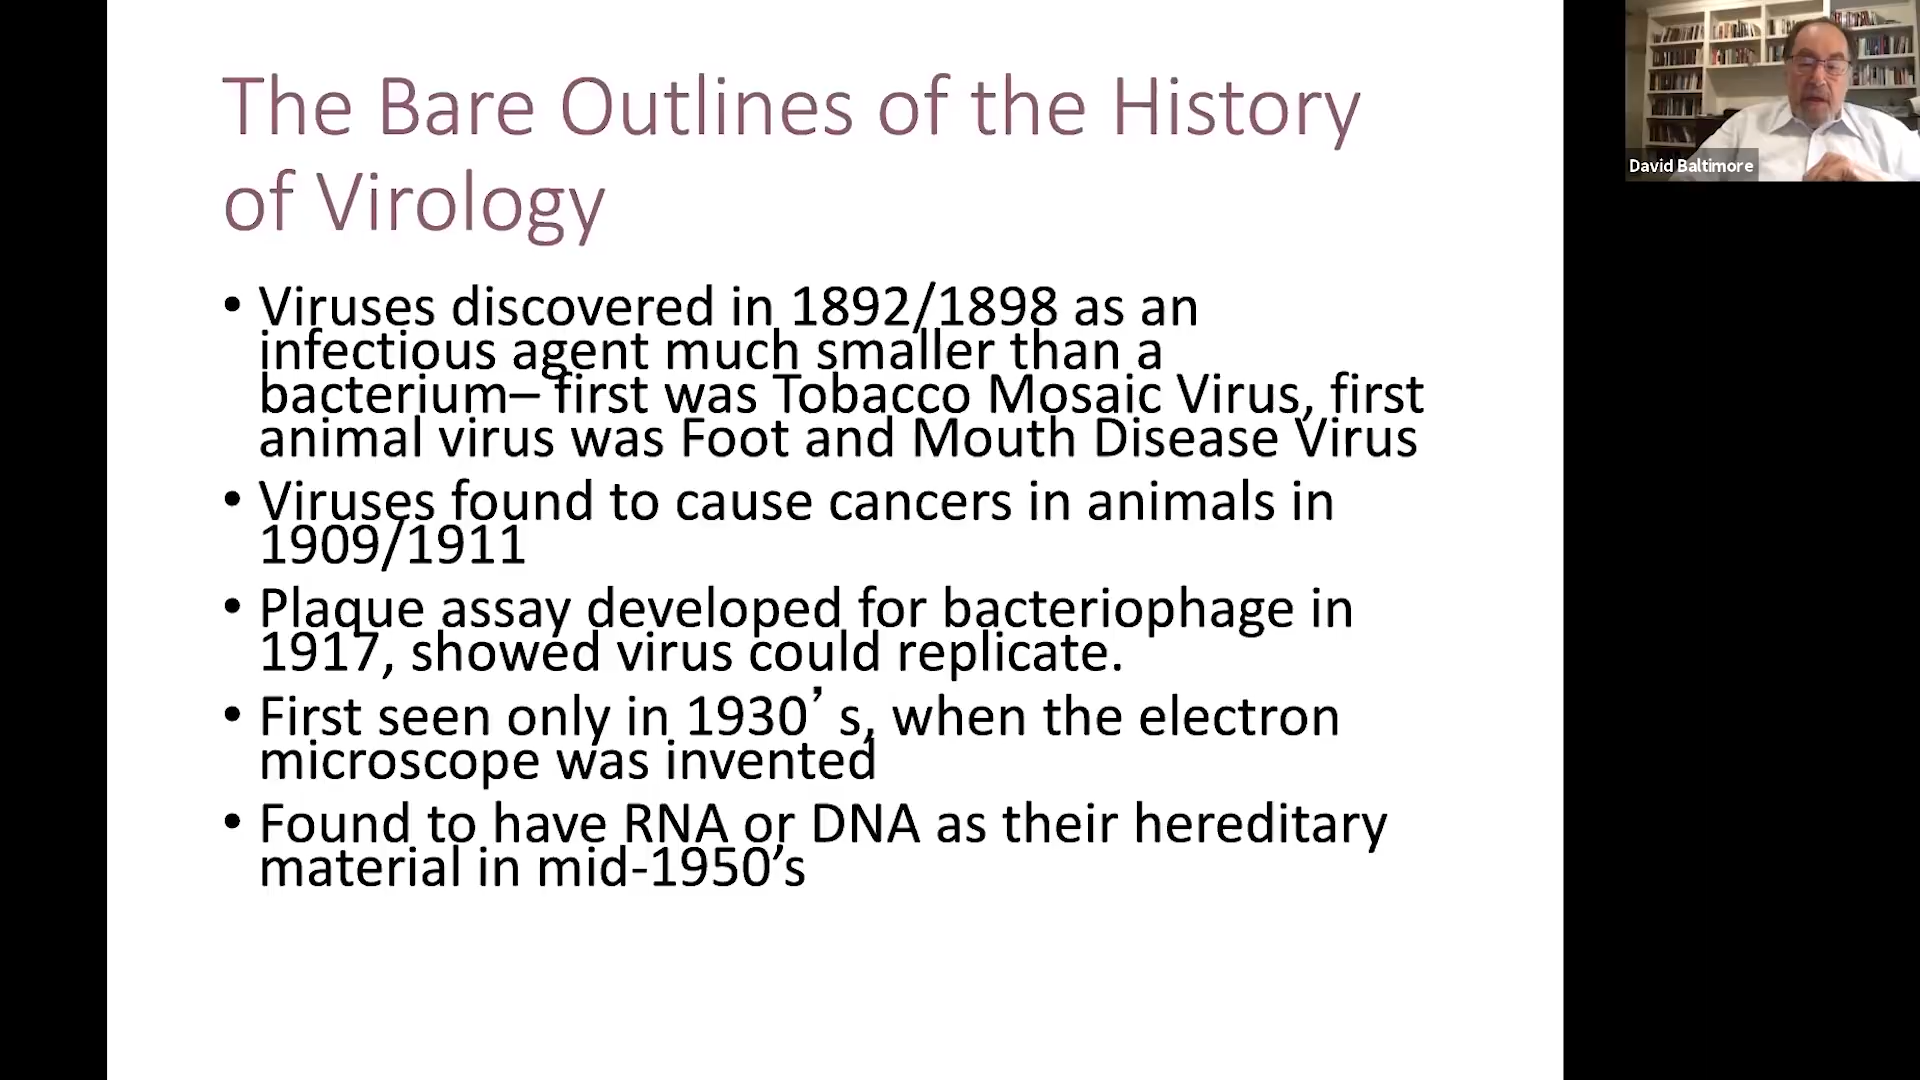 The Bare Outlines of the History
of Virology
• Viruses discovered in 1892/1898 as an
infectious agent much smaller than a
bacterium– first was Tobacco Mosaic Virus, first
animal virus was Foot and Mouth Disease Virus
• Viruses found to cause cancers in animals in
1909/1911
• Plaque assay developed for bacteriophage in
1917, showed virus could replicate.
• First seen only in 1930’ s, when the electron
microscope was invented
• Found to have RNA or DNA as their hereditary
material in mid-1950’s
David Baltimore